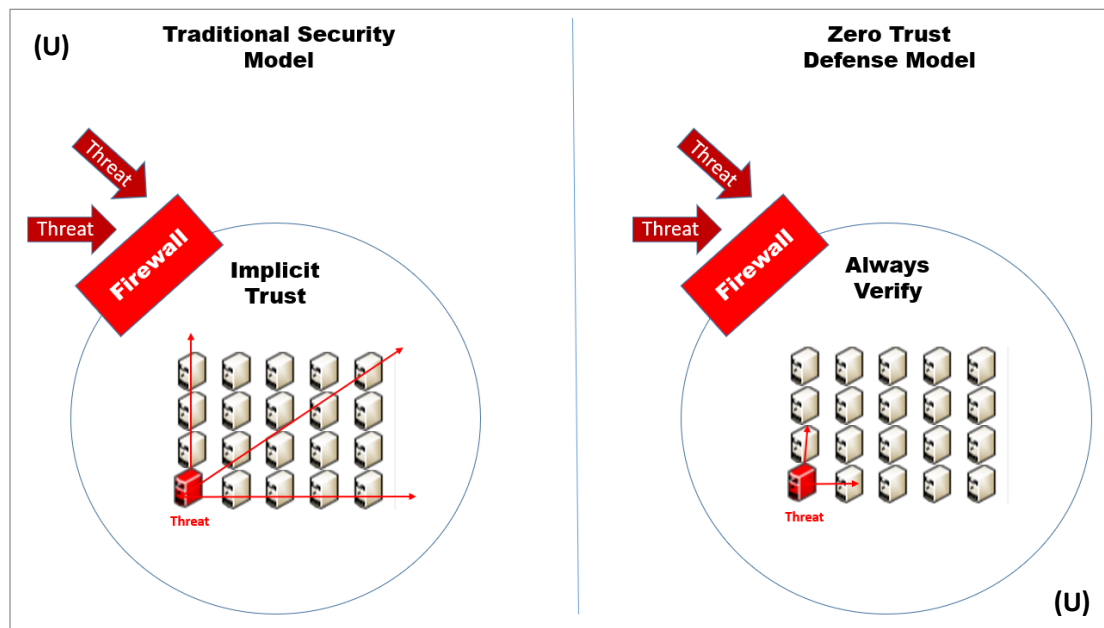 (U)
Traditional Security
Model
Threat
Threat
Firewall
Implicit
Trust
Threat
Zero Trust
Defense Model
Threat
Threat
Firewall
Always
Verify
Threat
(U)